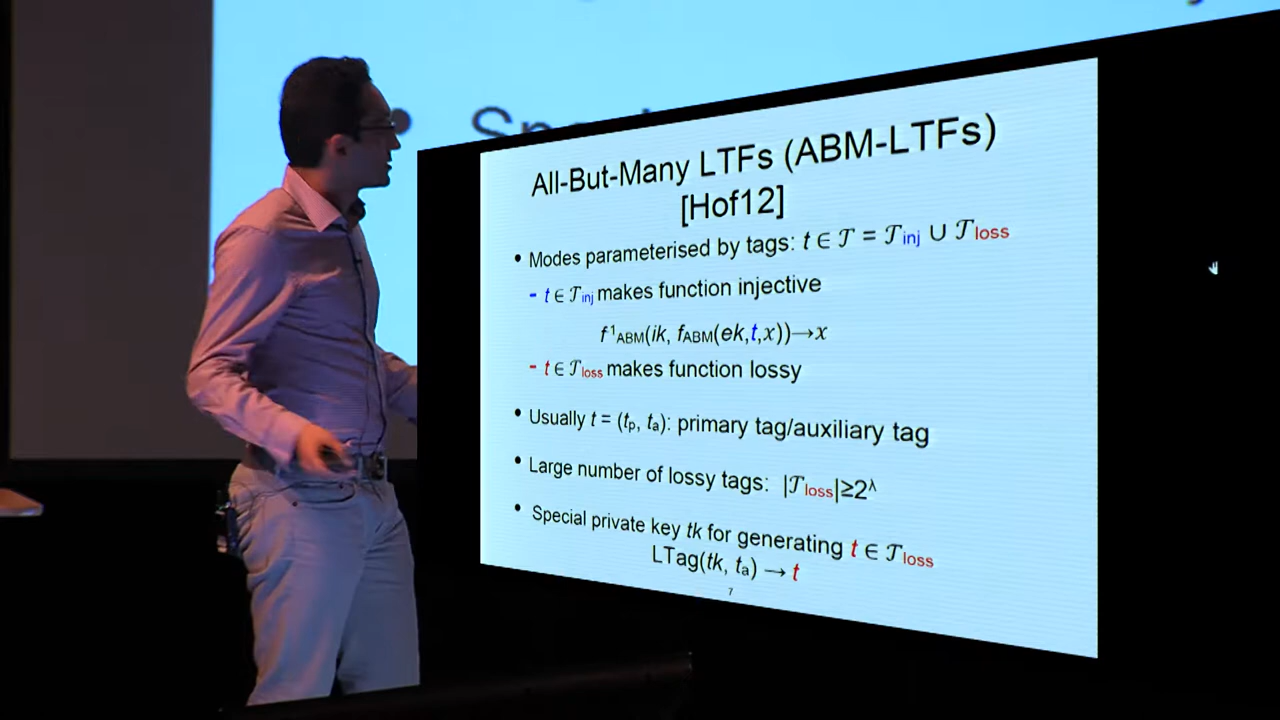 • Sp
All-But-Many LTFs (ABM-LTFs)
[Hof12]
• Modes parameterised by tags: t ∈ 𝒯 = 𝒯inj ∪ 𝒯loss
- t ∈ 𝒯inj makes function injective
f⁻¹ABM(ik, fABM(ek,t,x))→x
- t ∈ 𝒯loss makes function lossy
• Usually t = (tp, ta): primary tag/auxiliary tag
• Large number of lossy tags: |𝒯loss|≥2^λ
• Special private key tk for generating t ∈ 𝒯loss
LTag(tk, ta) → t
7